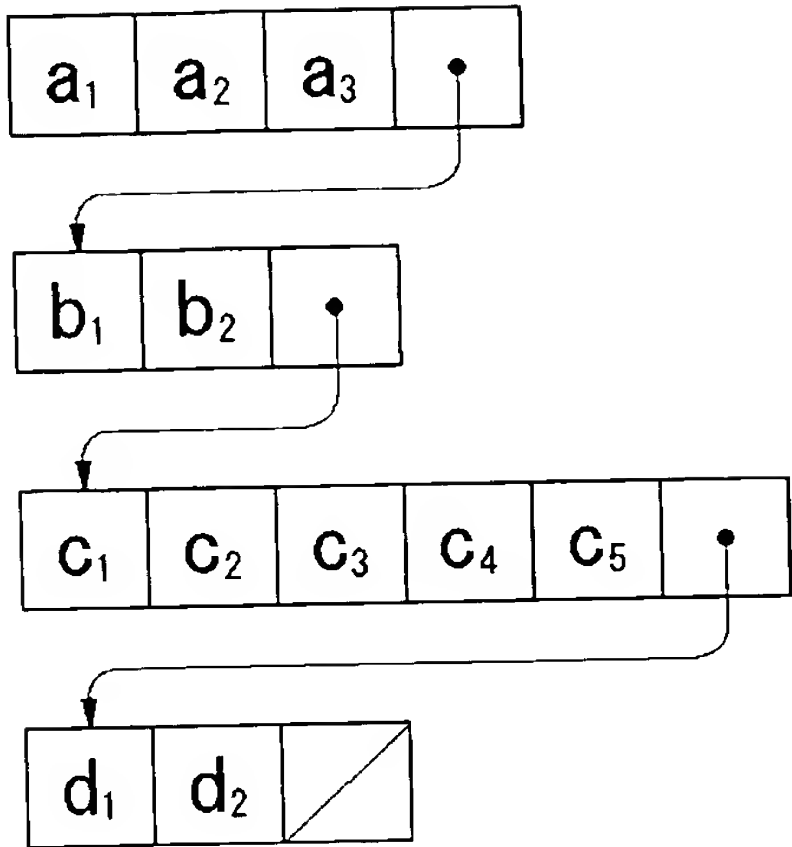 a₁ a₂ a₃
b₁ b₂
c₁ c₂ c₃ c₄ c₅
d₁ d₂